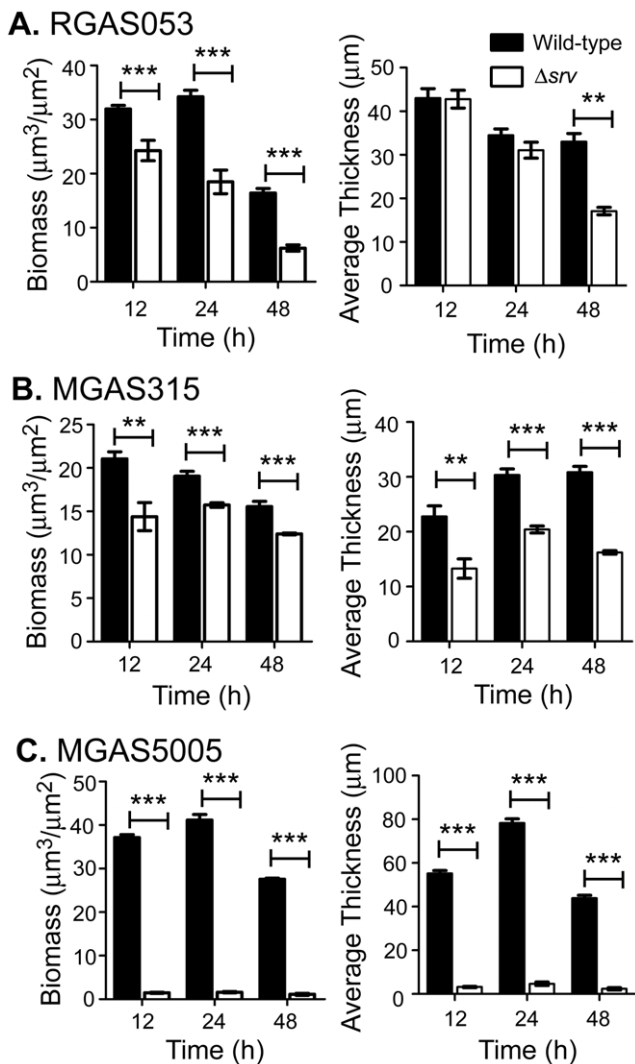 A. RGAS053
Biomass (μm³/μm²)
40
30
20
10
0
***
***
***
12 24 48
Time (h)
Average Thickness (μm)
50
40
30
20
10
0
Wild-type
Δsrv
**
12 24 48
Time (h)
B. MGAS315
Biomass (μm³/μm²)
25
20
15
10
5
0
**
***
***
12 24 48
Time (h)
Average Thickness (μm)
40
30
20
10
0
**
***
***
12 24 48
Time (h)
C. MGAS5005
Biomass (μm³/μm²)
50
40
30
20
10
0
***
***
***
12 24 48
Time (h)
Average Thickness (μm)
100
80
60
40
20
0
***
***
***
12 24 48
Time (h)